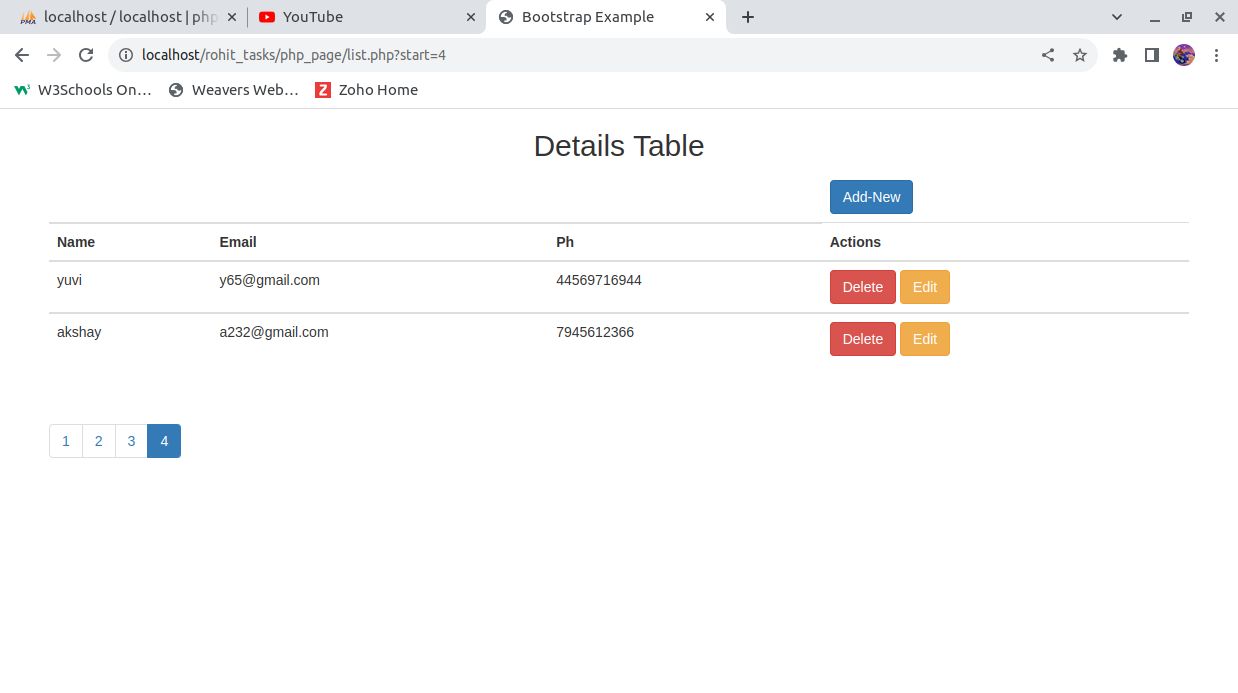 localhost / localhost | php
YouTube
Bootstrap Example
localhost/rohit_tasks/php_page/list.php?start=4
W3Schools On...
Weavers Web...
Zoho Home
Details Table
Add-New
Name Email Ph Actions
yuvi y65@gmail.com 44569716944 Delete Edit
akshay a232@gmail.com 7945612366 Delete Edit
1 2 3 4